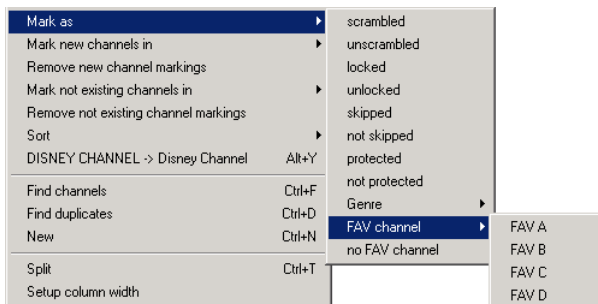 Mark as
Mark new channels in
Remove new channel markings
Mark not existing channels in
Remove not existing channel markings
Sort
DISNEY CHANNEL -> Disney Channel Alt+Y
Find channels Ctrl+F
Find duplicates Ctrl+D
New Ctrl+N
Split Ctrl+T
Setup column width
scrambled
unscrambled
locked
unlocked
skipped
not skipped
protected
not protected
Genre
FAV channel
no FAV channel
FAV A
FAV B
FAV C
FAV D